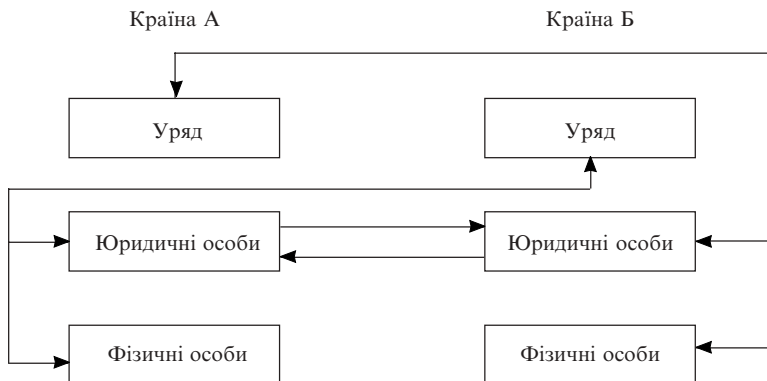 Країна А
Країна Б
Уряд
Уряд
Юридичні особи
Юридичні особи
Фізичні особи
Фізичні особи